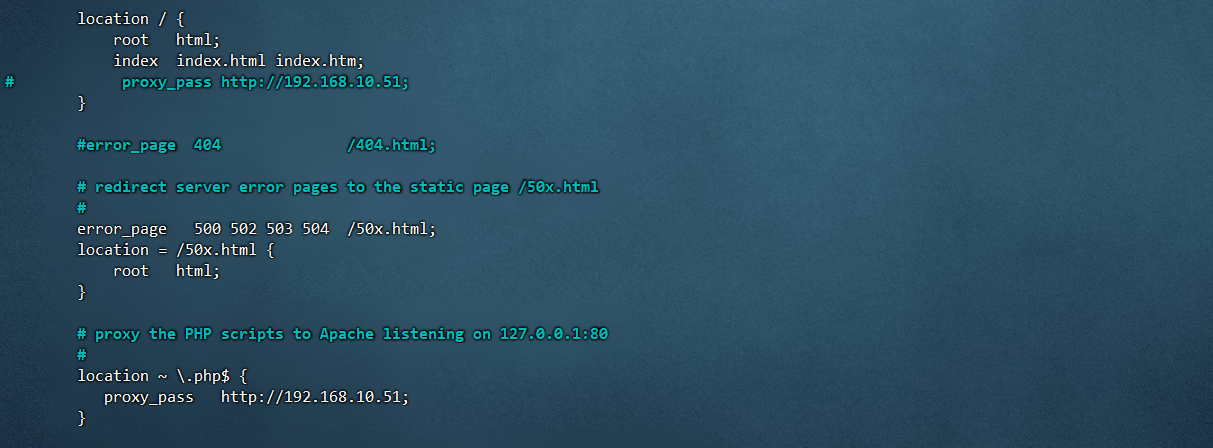 location / {
root   html;
index  index.html index.htm;
#            proxy_pass http://192.168.10.51;
}
#error_page  404              /404.html;
# redirect server error pages to the static page /50x.html
#
error_page   500 502 503 504  /50x.html;
location = /50x.html {
root   html;
}
# proxy the PHP scripts to Apache listening on 127.0.0.1:80
#
location ~ \.php$ {
proxy_pass   http://192.168.10.51;
}